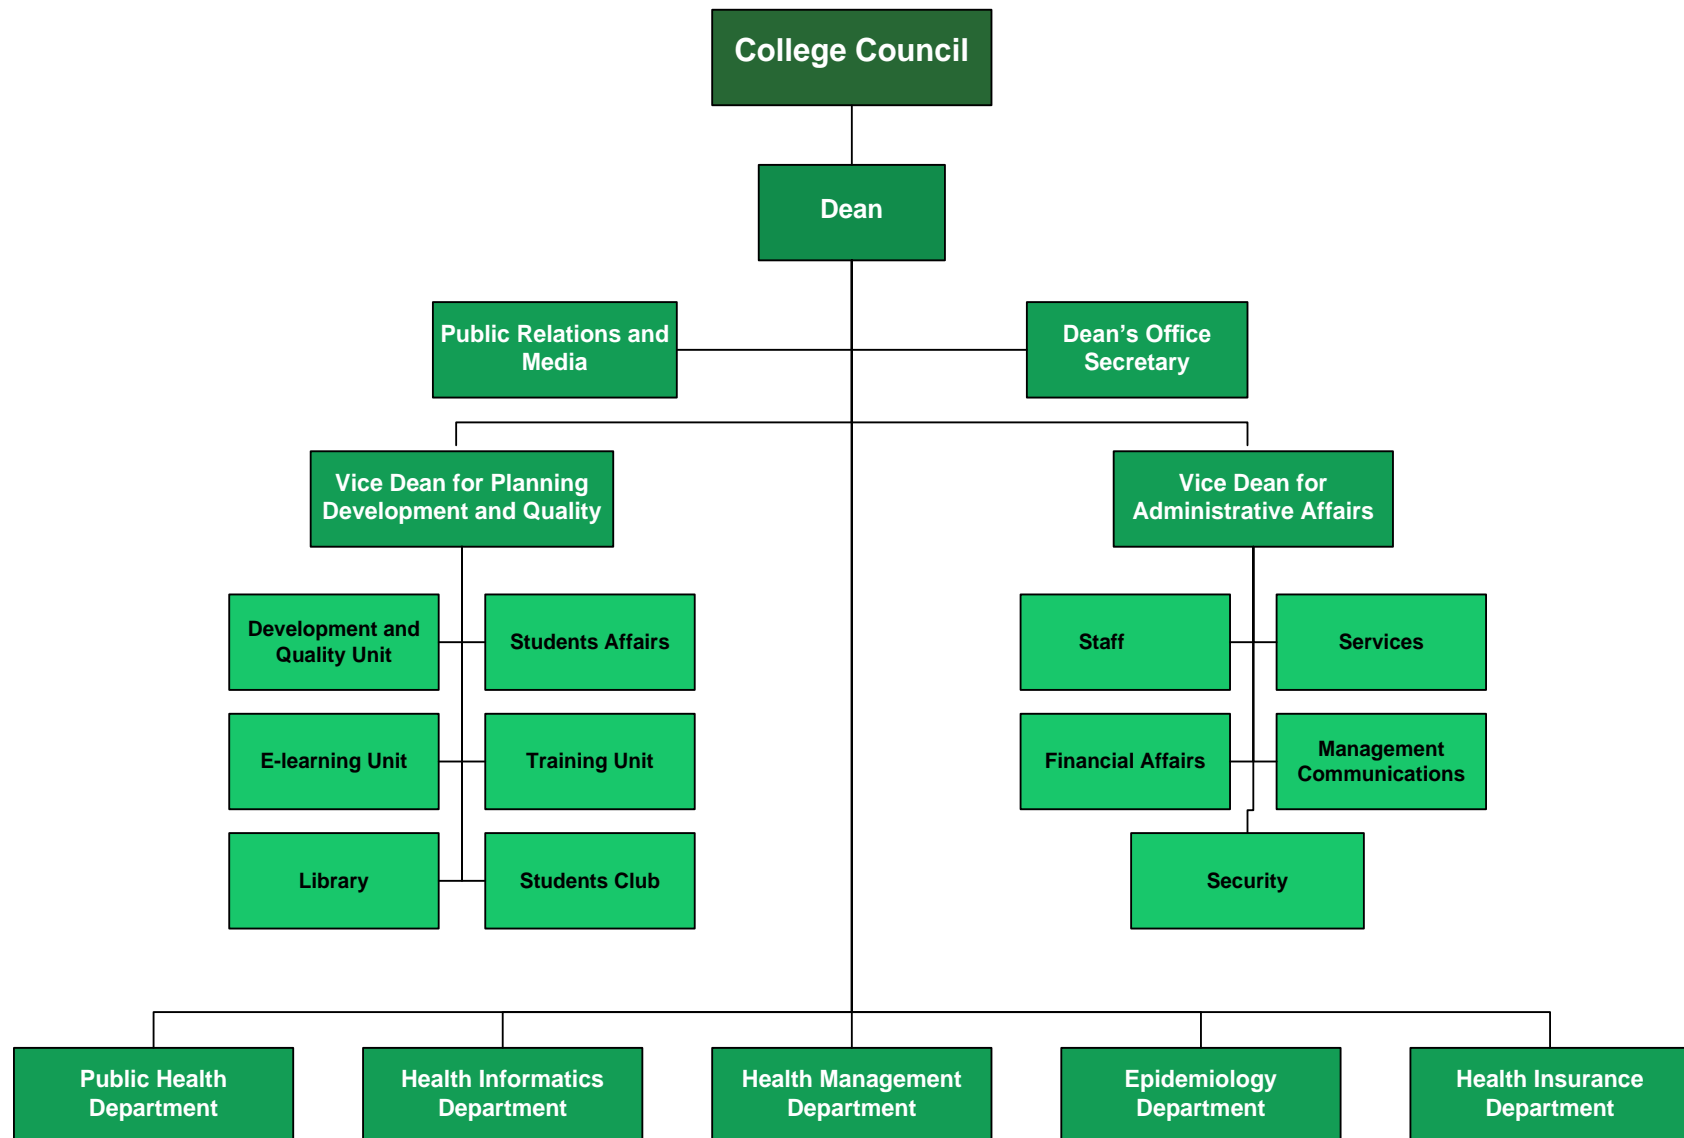 College Council
Dean
Public Relations and
Media
Dean's Office
Secretary
Vice Dean for Planning
Development and Quality
Vice Dean for
Administrative Affairs
Development and
Quality Unit
Students Affairs
Staff
Services
E-learning Unit
Training Unit
Financial Affairs
Management
Communications
Library
Students Club
Security
Public Health
Department
Health Informatics
Department
Health Management
Department
Epidemiology
Department
Health Insurance
Department